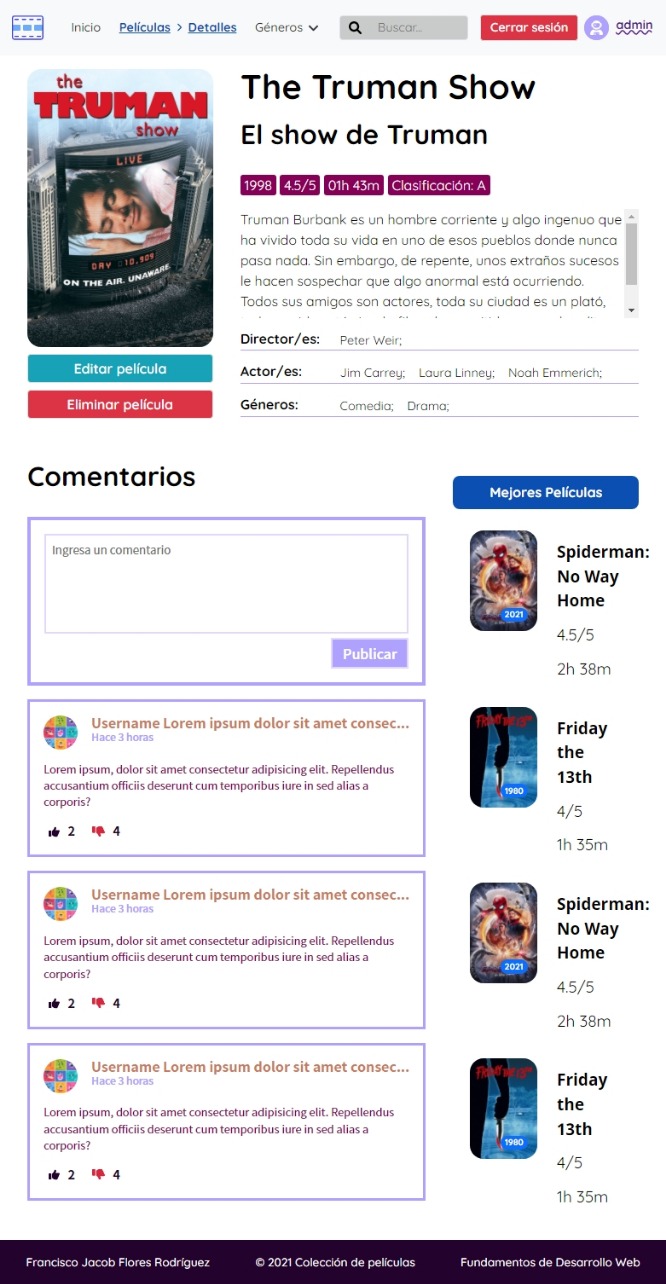 Inicio
Películas > Detalles
Géneros
Buscar...
Cerrar sesión
admin
the
TRUMAN
show
LIVE
DAY 10,909
ON THE AIR. UNAWARE.
Editar película
Eliminar película
The Truman Show
El show de Truman
1998 4.5/5 01h 43m Clasificación: A
Truman Burbank es un hombre corriente y algo ingenuo que
ha vivido toda su vida en uno de esos pueblos donde nunca
pasa nada. Sin embargo, de repente, unos extraños sucesos
le hacen sospechar que algo anormal está ocurriendo.
Todos sus amigos son actores, toda su ciudad es un plató,
Director/es: Peter Weir;
Actor/es: Jim Carrey; Laura Linney; Noah Emmerich;
Géneros: Comedia; Drama;
Comentarios
Ingresa un comentario
Publicar
Username Lorem ipsum dolor sit amet consec...
Hace 3 horas
Lorem ipsum, dolor sit amet consectetur adipisicing elit. Repellendus
accusantium officiis deserunt cum temporibus iure in sed alias a
corporis?
2 4
Username Lorem ipsum dolor sit amet consec...
Hace 3 horas
Lorem ipsum, dolor sit amet consectetur adipisicing elit. Repellendus
accusantium officiis deserunt cum temporibus iure in sed alias a
corporis?
2 4
Username Lorem ipsum dolor sit amet consec...
Hace 3 horas
Lorem ipsum, dolor sit amet consectetur adipisicing elit. Repellendus
accusantium officiis deserunt cum temporibus iure in sed alias a
corporis?
2 4
Mejores Películas
2021
Spiderman:
No Way
Home
4.5/5
2h 38m
FRIDAY THE 13TH
1980
Friday
the
13th
4/5
1h 35m
2021
Spiderman:
No Way
Home
4.5/5
2h 38m
FRIDAY THE 13TH
1980
Friday
the
13th
4/5
1h 35m
Francisco Jacob Flores Rodríguez
© 2021 Colección de películas
Fundamentos de Desarrollo Web